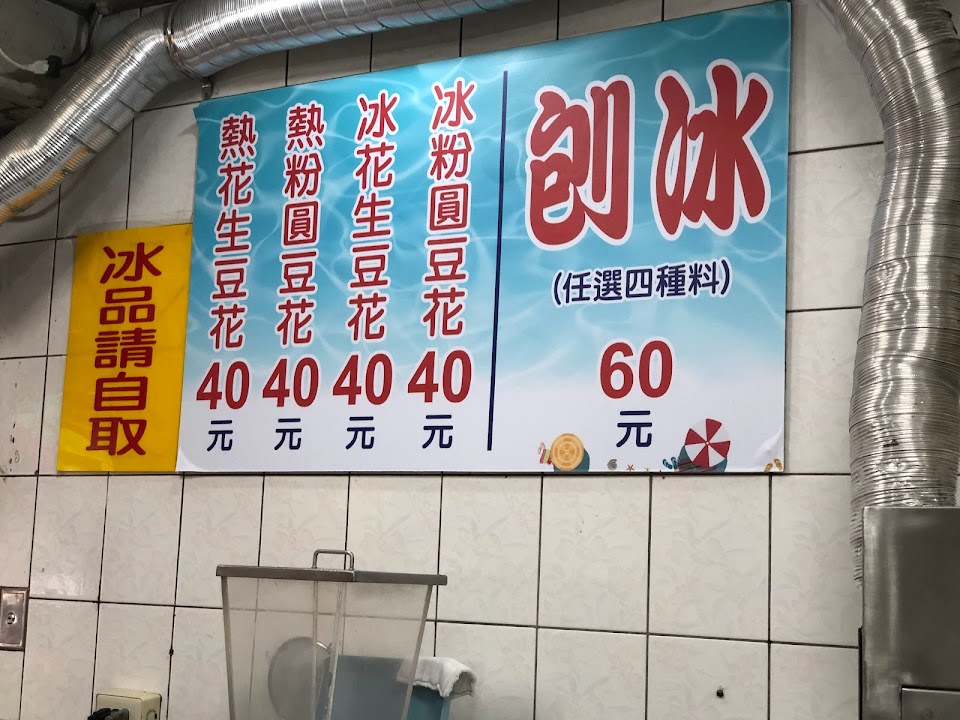 刨冰
(任選四種料)
60
元
冰粉圓豆花
40
元
冰花生豆花
40
元
熱粉圓豆花
40
元
熱花生豆花
40
元
冰品請自取